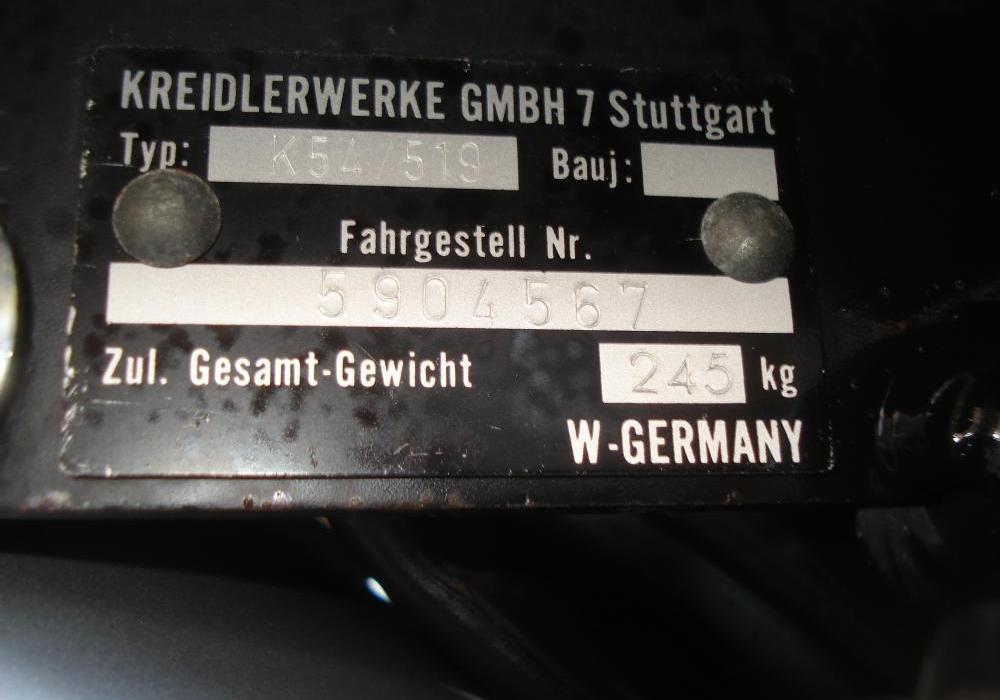 KREIDLERWERKE GMBH 7 Stuttgart
Typ: K54/519 Bauj:
Fahrgestell Nr.
5904567
Zul. Gesamt-Gewicht 245 kg
W-GERMANY